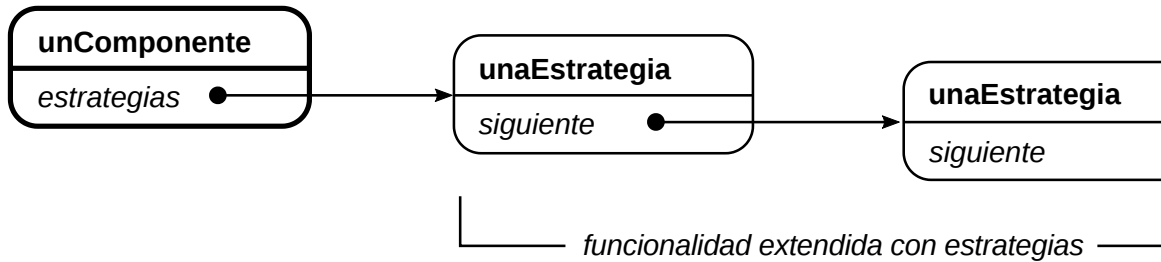 unComponente
estrategias
unaEstrategia
siguiente
unaEstrategia
siguiente
funcionalidad extendida con estrategias